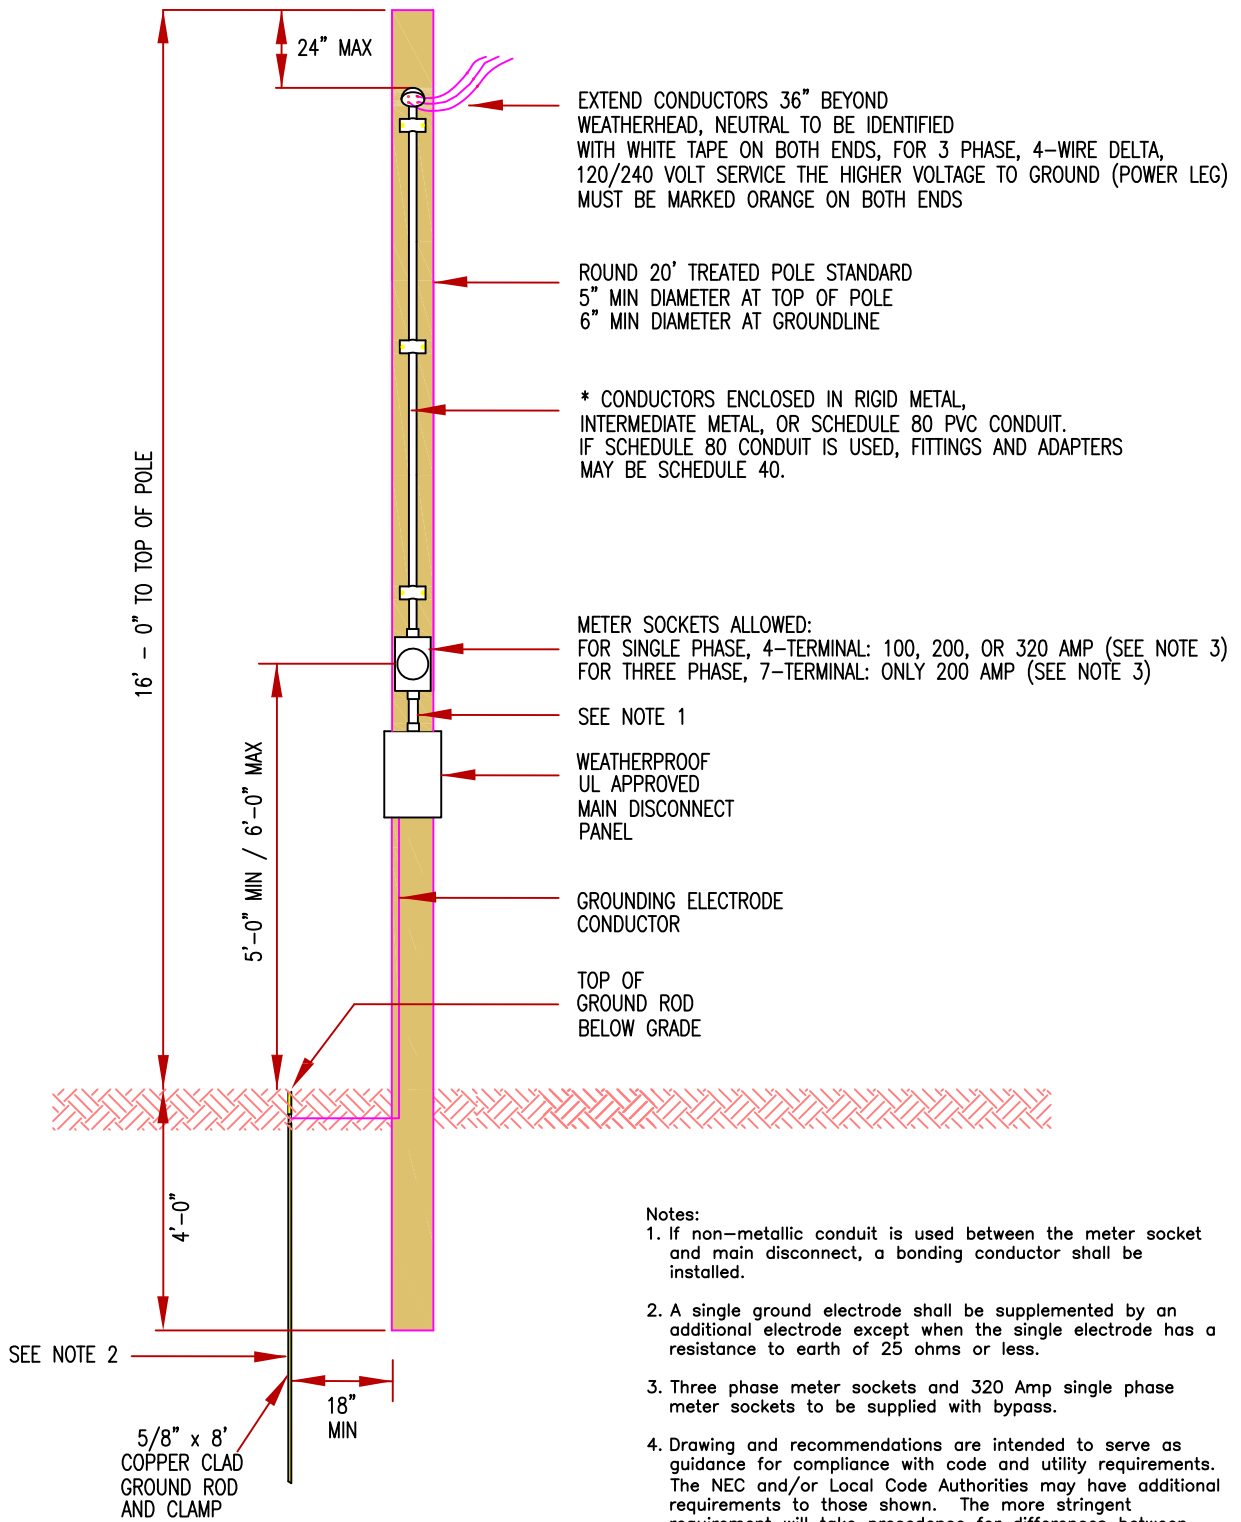 24" MAX
EXTEND CONDUCTORS 36" BEYOND
WEATHERHEAD, NEUTRAL TO BE IDENTIFIED
WITH WHITE TAPE ON BOTH ENDS, FOR 3 PHASE, 4-WIRE DELTA,
120/240 VOLT SERVICE THE HIGHER VOLTAGE TO GROUND (POWER LEG)
MUST BE MARKED ORANGE ON BOTH ENDS
ROUND 20' TREATED POLE STANDARD
5" MIN DIAMETER AT TOP OF POLE
6" MIN DIAMETER AT GROUNDLINE
* CONDUCTORS ENCLOSED IN RIGID METAL,
INTERMEDIATE METAL, OR SCHEDULE 80 PVC CONDUIT.
IF SCHEDULE 80 CONDUIT IS USED, FITTINGS AND ADAPTERS
MAY BE SCHEDULE 40.
16' - 0" TO TOP OF POLE
METER SOCKETS ALLOWED:
FOR SINGLE PHASE, 4-TERMINAL: 100, 200, OR 320 AMP (SEE NOTE 3)
FOR THREE PHASE, 7-TERMINAL: ONLY 200 AMP (SEE NOTE 3)
SEE NOTE 1
WEATHERPROOF
UL APPROVED
MAIN DISCONNECT
PANEL
5'-0" MIN / 6'-0" MAX
GROUNDING ELECTRODE
CONDUCTOR
TOP OF
GROUND ROD
BELOW GRADE
4'-0"
SEE NOTE 2
18"
MIN
5/8" x 8'
COPPER CLAD
GROUND ROD
AND CLAMP
Notes:
1. If non-metallic conduit is used between the meter socket
and main disconnect, a bonding conductor shall be
installed.
2. A single ground electrode shall be supplemented by an
additional electrode except when the single electrode has a
resistance to earth of 25 ohms or less.
3. Three phase meter sockets and 320 Amp single phase
meter sockets to be supplied with bypass.
4. Drawing and recommendations are intended to serve as
guidance for compliance with code and utility requirements.
The NEC and/or Local Code Authorities may have additional
requirements to those shown. The more stringent
requirement will take precedence for differences between